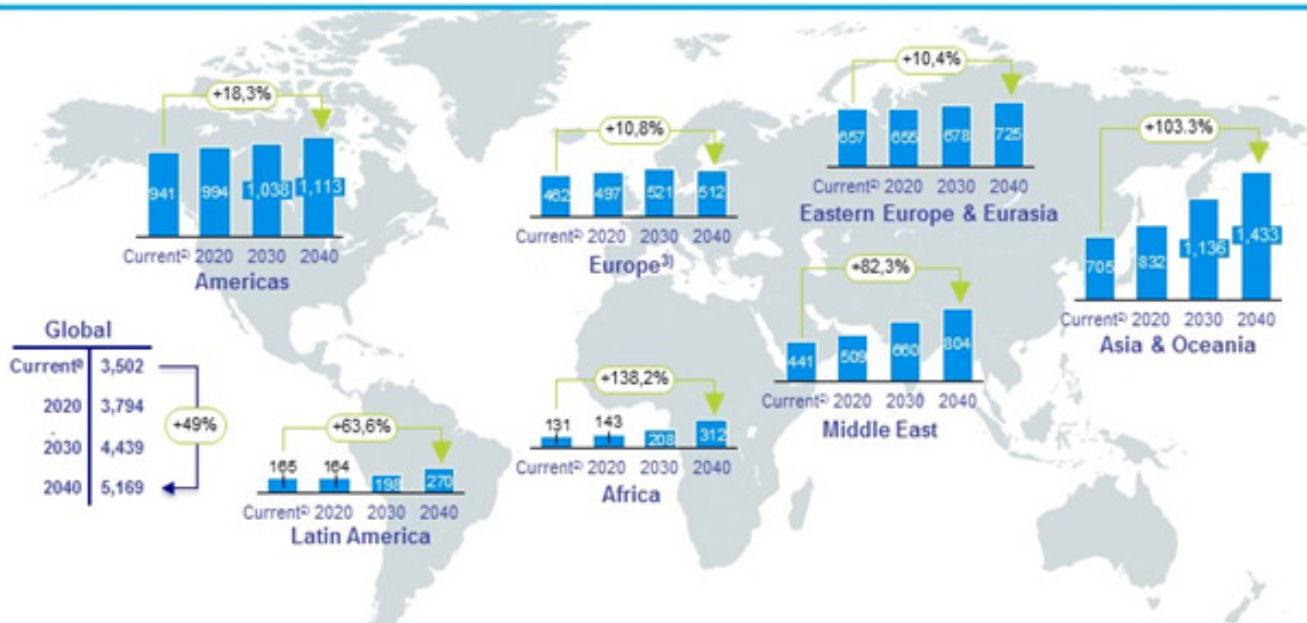 +18,3%
941 994 1,038 1,113
Current²⁾ 2020 2030 2040
Americas
+10,8%
462 497 521 512
Current²⁾ 2020 2030 2040
Europe³⁾
+10,4%
657 655 678 725
Current²⁾ 2020 2030 2040
Eastern Europe & Eurasia
+103.3%
705 832 1,136 1,433
Current²⁾ 2020 2030 2040
Asia & Oceania
+82,3%
441 509 660 804
Current²⁾ 2020 2030 2040
Middle East
Global
Current²⁾ 3,502
2020 3,794
2030 4,439
2040 5,169
+49%
+63,6%
165 164 198 270
Current²⁾ 2020 2030 2040
Latin America
+138,2%
131 143 208 312
Current²⁾ 2020 2030 2040
Africa